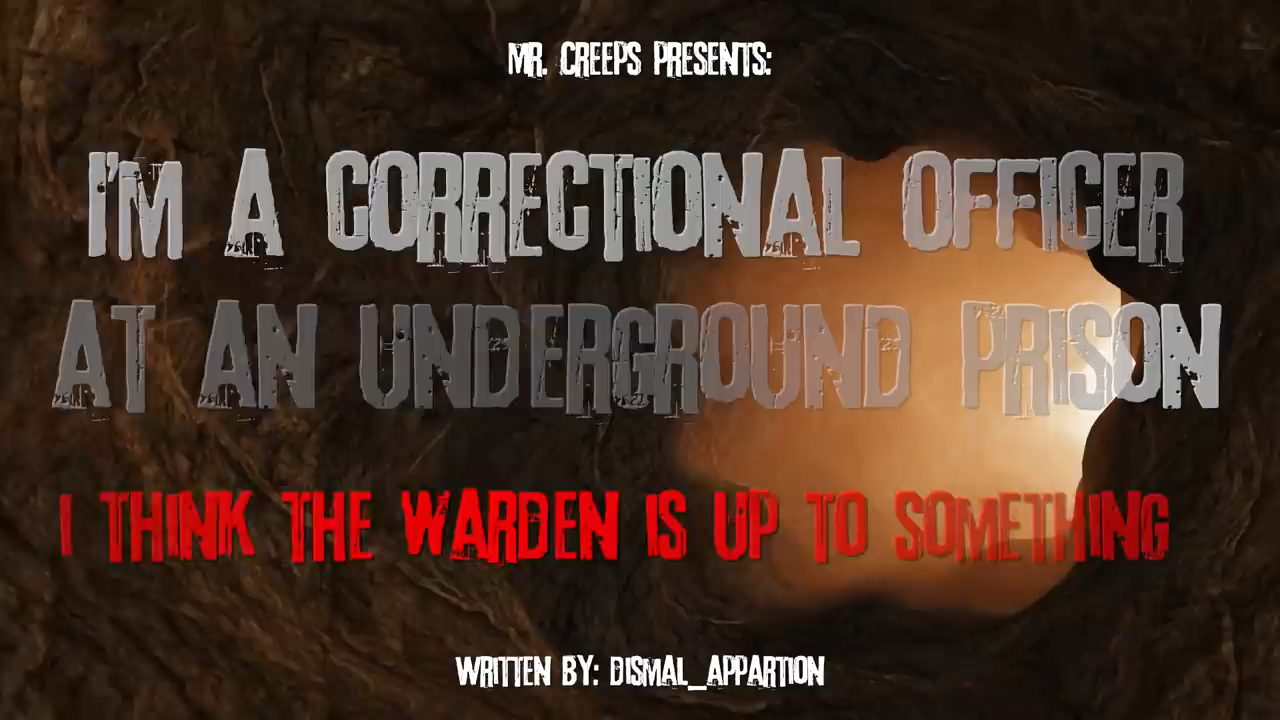 MR. CREEPS PRESENTS:
I'M A CORRECTIONAL OFFICER
AT AN UNDERGROUND PRISON
I THINK THE WARDEN IS UP TO SOMETHING
WRITTEN BY: DISMAL_APPARTION